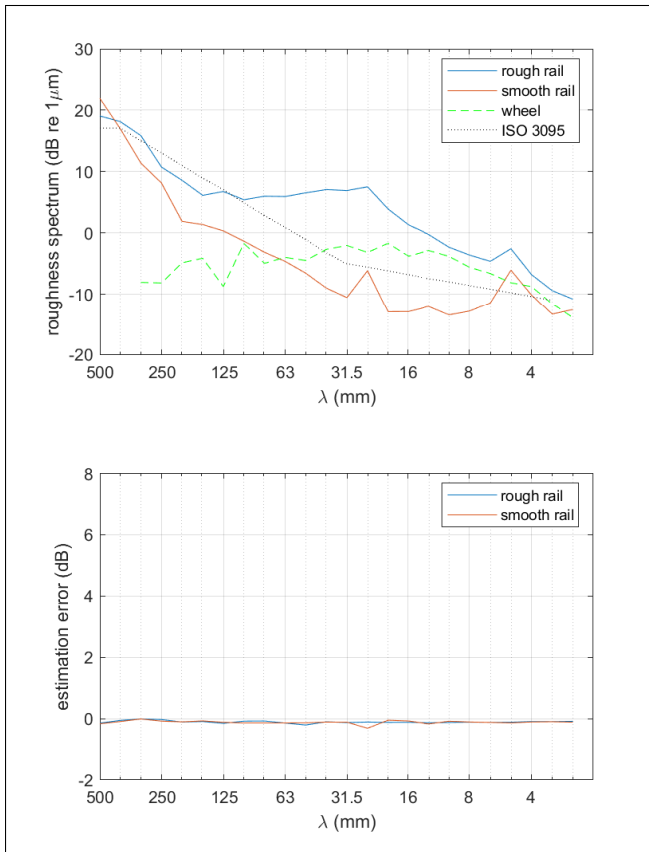 30
20
10
0
-10
-20
roughness spectrum (dB re 1μm)
rough rail
smooth rail
wheel
ISO 3095
500 250 125 63 31.5 16 8 4
λ (mm)
8
6
4
2
0
-2
estimation error (dB)
rough rail
smooth rail
500 250 125 63 31.5 16 8 4
λ (mm)